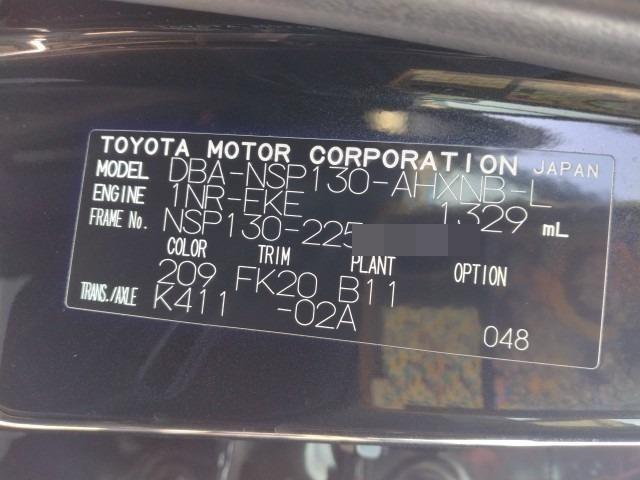 TOYOTA MOTOR CORPORATION JAPAN
MODEL DBA-NSP130-AHXNB-L
ENGINE 1NR-FKE 1,329 mL
FRAME No. NSP130-225
COLOR TRIM PLANT OPTION
209 FK20 B11
TRANS./AXLE K411 -02A 048